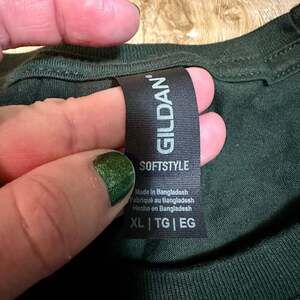 GILDAN®
SOFTSTYLE
Made in Bangladesh
Fabriqué au Bangladesh
Hecho en Bangladesh
XL | TG | EG